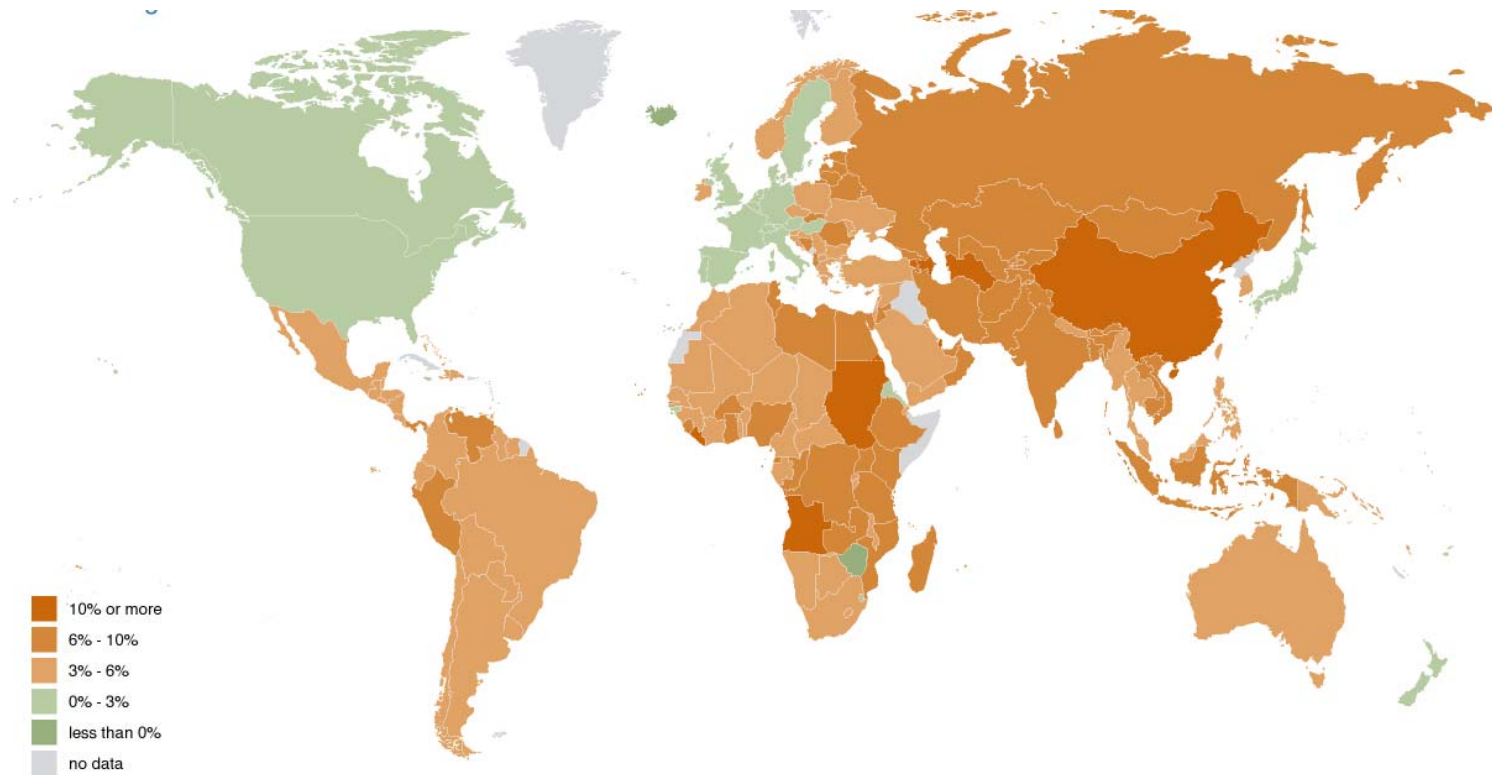 10% or more
6% - 10%
3% - 6%
0% - 3%
less than 0%
no data